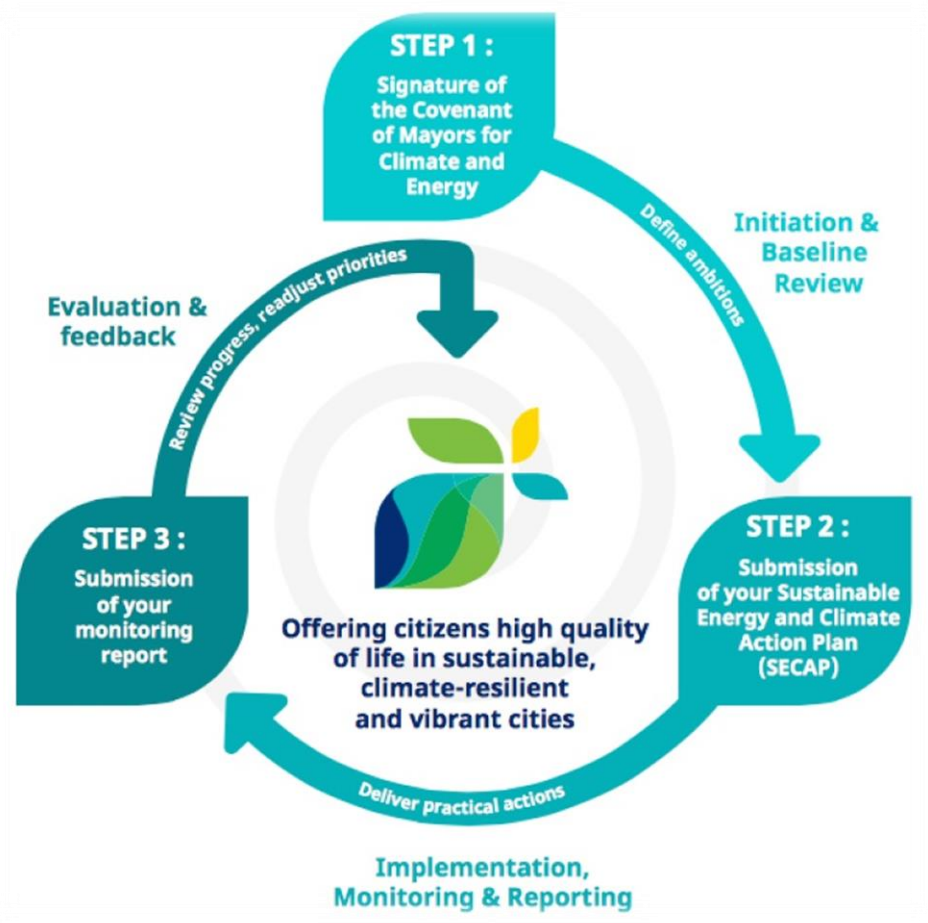 STEP 1 :
Signature of
the Covenant
of Mayors for
Climate and
Energy
Define ambitions
Initiation &
Baseline
Review
STEP 2 :
Submission
of your Sustainable
Energy and Climate
Action Plan
(SECAP)
Deliver practical actions
Implementation,
Monitoring & Reporting
STEP 3 :
Submission
of your
monitoring
report
Review progress, readjust priorities
Evaluation &
feedback
Offering citizens high quality
of life in sustainable,
climate-resilient
and vibrant cities